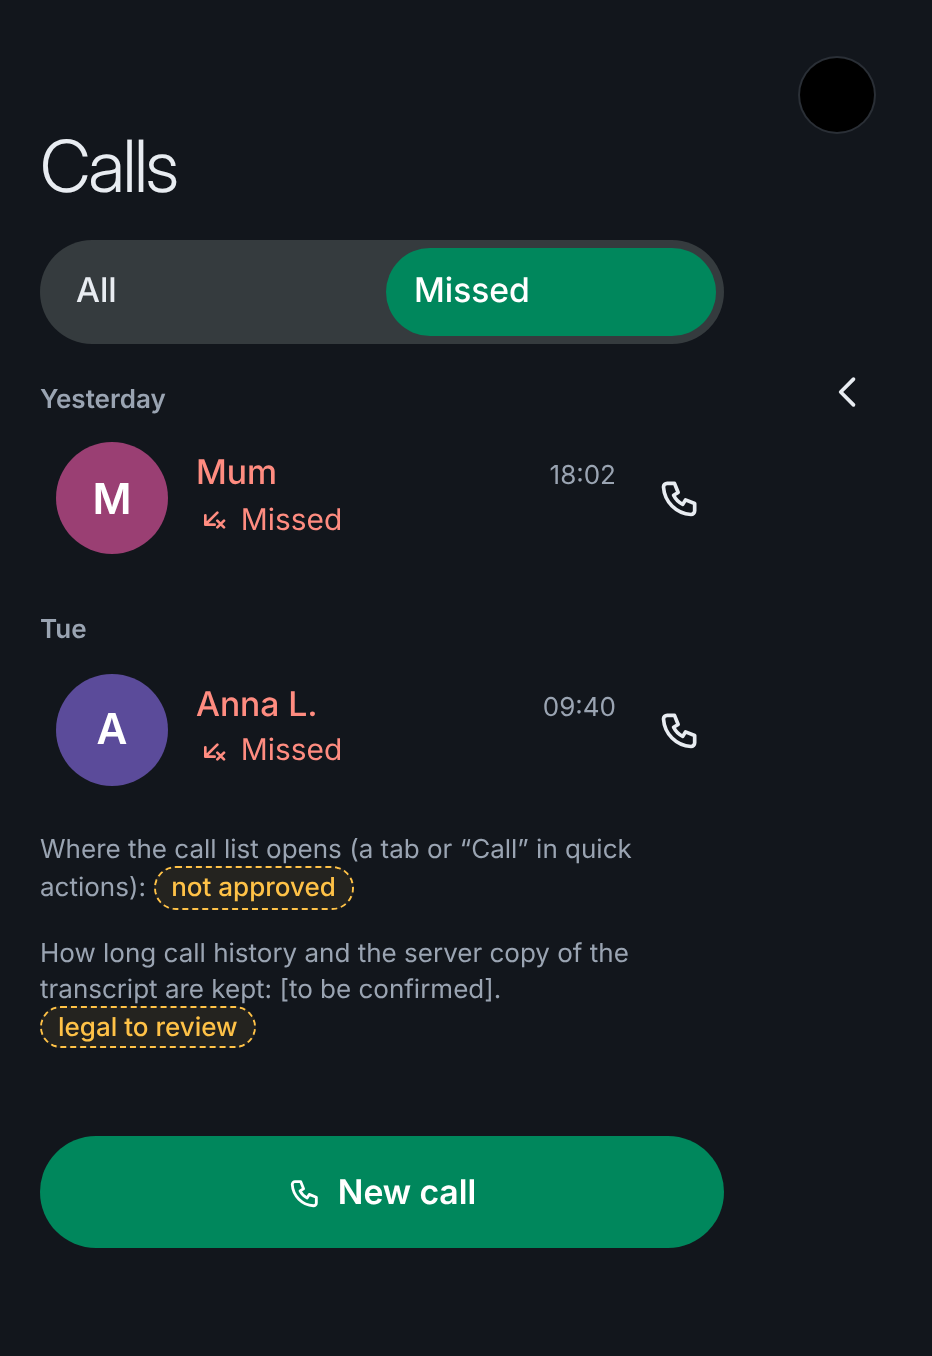 Calls
All
Missed
Yesterday
M
Mum
18:02
Missed
Tue
A
Anna L.
09:40
Missed
Where the call list opens (a tab or “Call” in quick
actions): not approved
How long call history and the server copy of the
transcript are kept: [to be confirmed].
legal to review
New call